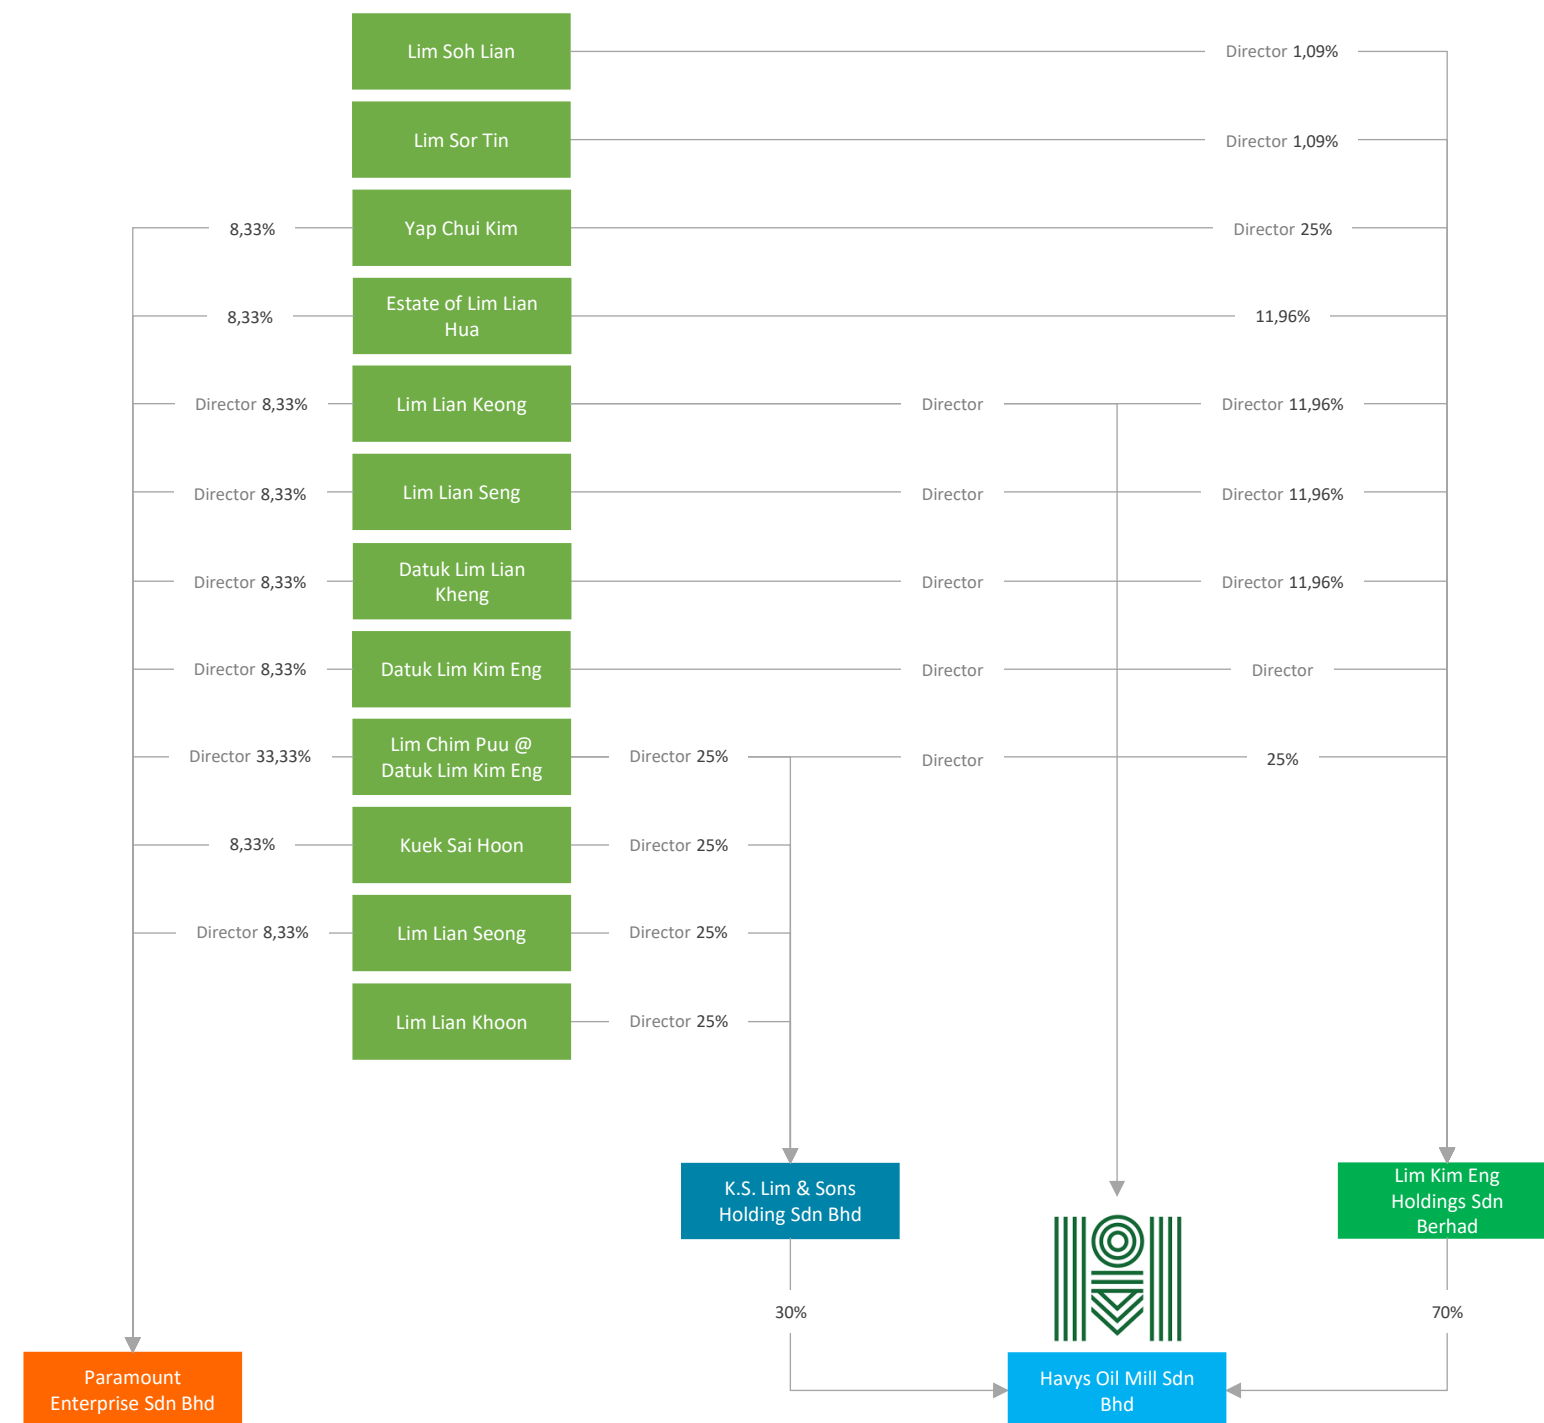 Lim Soh Lian
Director 1,09%
Lim Sor Tin
Director 1,09%
8,33%
Yap Chui Kim
Director 25%
8,33%
Estate of Lim Lian
Hua
11,96%
Director 8,33%
Lim Lian Keong
Director
Director 11,96%
Director 8,33%
Lim Lian Seng
Director
Director 11,96%
Director 8,33%
Datuk Lim Lian
Kheng
Director
Director 11,96%
Director 8,33%
Datuk Lim Kim Eng
Director
Director
Director 33,33%
Lim Chim Puu @
Datuk Lim Kim Eng
Director 25%
Director
25%
8,33%
Kuek Sai Hoon
Director 25%
Director 8,33%
Lim Lian Seong
Director 25%
Lim Lian Khoon
Director 25%
K.S. Lim & Sons
Holding Sdn Bhd
Lim Kim Eng
Holdings Sdn
Berhad
30%
70%
Paramount
Enterprise Sdn Bhd
Havys Oil Mill Sdn
Bhd